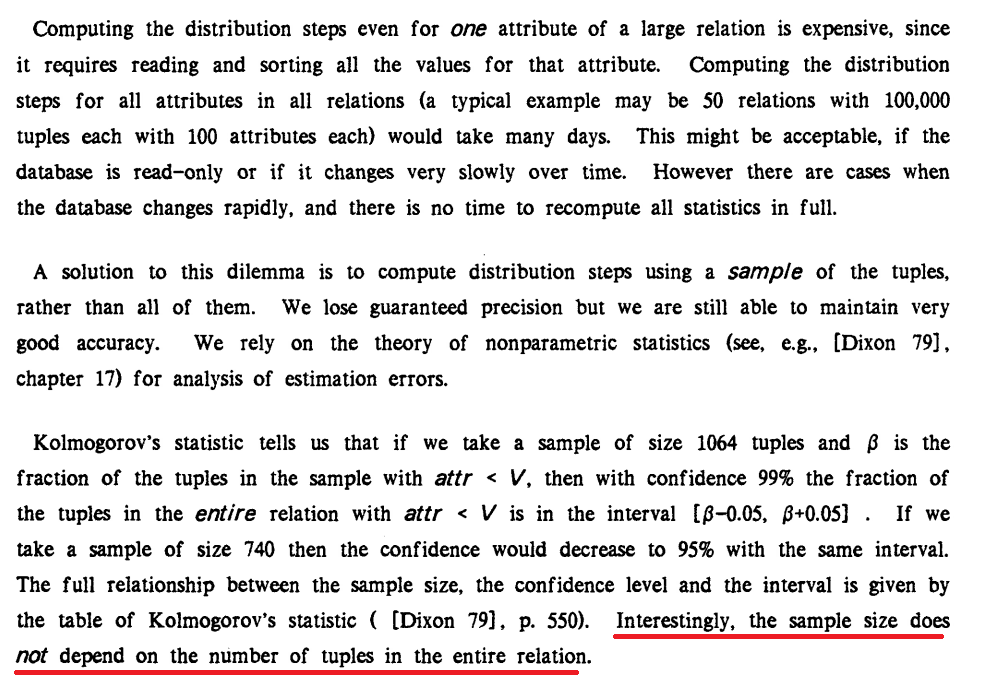 Computing the distribution steps even for one attribute of a large relation is expensive, since
it requires reading and sorting all the values for that attribute. Computing the distribution
steps for all attributes in all relations (a typical example may be 50 relations with 100,000
tuples each with 100 attributes each) would take many days. This might be acceptable, if the
database is read-only or if it changes very slowly over time. However there are cases when
the database changes rapidly, and there is no time to recompute all statistics in full.
A solution to this dilemma is to compute distribution steps using a sample of the tuples,
rather than all of them. We lose guaranteed precision but we are still able to maintain very
good accuracy. We rely on the theory of nonparametric statistics (see, e.g., [Dixon 79],
chapter 17) for analysis of estimation errors.
Kolmogorov's statistic tells us that if we take a sample of size 1064 tuples and β is the
fraction of the tuples in the sample with attr < V, then with confidence 99% the fraction of
the tuples in the entire relation with attr < V is in the interval [β-0.05, β+0.05] . If we
take a sample of size 740 then the confidence would decrease to 95% with the same interval.
The full relationship between the sample size, the confidence level and the interval is given by
the table of Kolmogorov's statistic ( [Dixon 79], p. 550). Interestingly, the sample size does
not depend on the number of tuples in the entire relation.